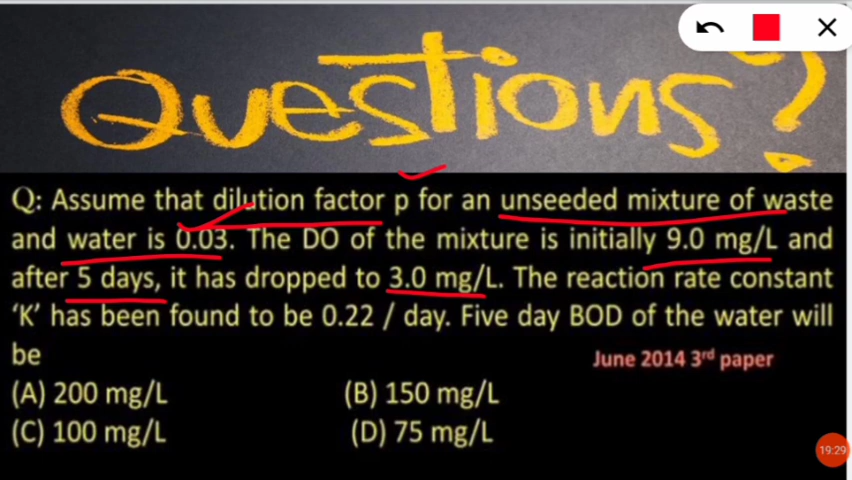 Questions?
Q: Assume that dilution factor p for an unseeded mixture of waste
and water is 0.03. The DO of the mixture is initially 9.0 mg/L and
after 5 days, it has dropped to 3.0 mg/L. The reaction rate constant
‘K’ has been found to be 0.22 / day. Five day BOD of the water will
be
June 2014 3rd paper
(A) 200 mg/L (B) 150 mg/L
(C) 100 mg/L (D) 75 mg/L
19:29